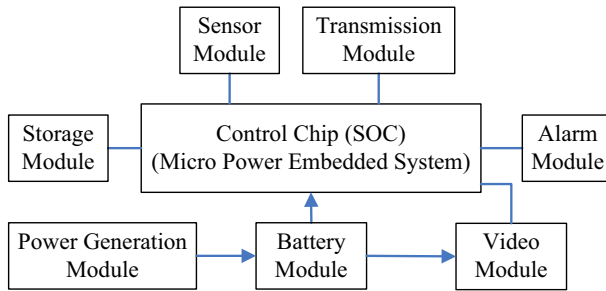 Sensor
Module
Transmission
Module
Storage
Module
Control Chip (SOC)
(Micro Power Embedded System)
Alarm
Module
Power Generation
Module
Battery
Module
Video
Module